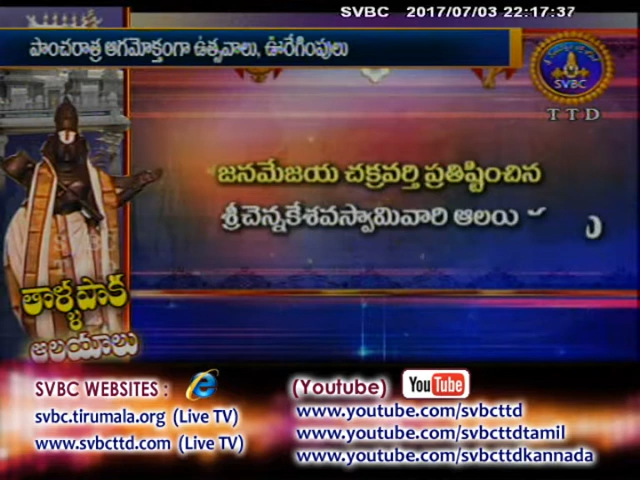 SVBC 2017/07/03 22:17:37
పాంచరాత్ర ఆగమోక్తంగా ఉత్సవాలు, ఊరేగింపులు
SVBC
TTD
జనమేజయ చక్రవర్తి ప్రతిష్టించిన
శ్రీచెన్నకేశవస్వామివారి ఆలయ
తాళ్ళపాక
ఆలయాలు
SVBC WEBSITES :
svbc.tirumala.org (Live TV)
www.svbcttd.com (Live TV)
(Youtube) YouTube
www.youtube.com/svbcttd
www.youtube.com/svbcttdtamil
www.youtube.com/svbcttdkannada